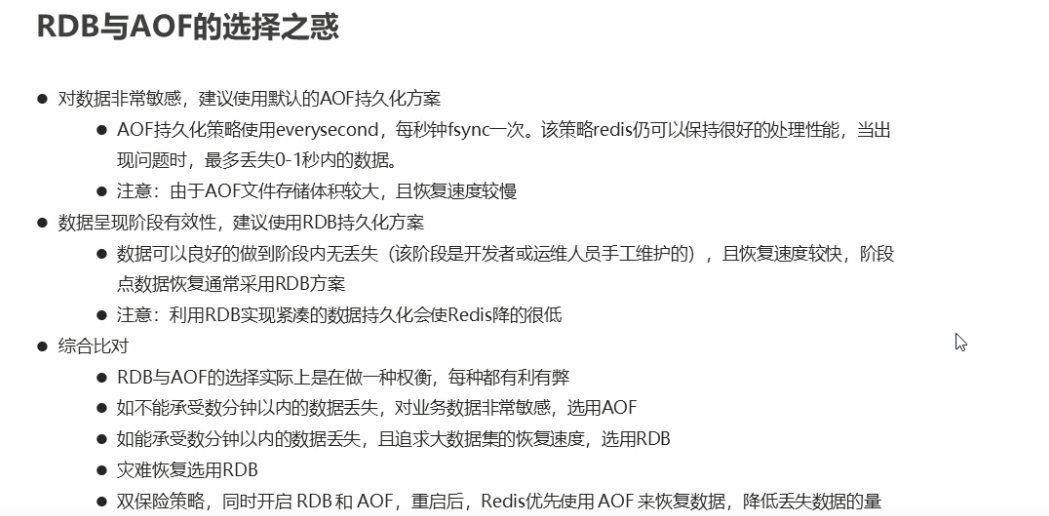 RDB与AOF的选择之惑
● 对数据非常敏感，建议使用默认的AOF持久化方案
● AOF持久化策略使用everysecond，每秒钟fsync一次。该策略redis仍可以保持很好的处理性能，当出
现问题时，最多丢失0-1秒内的数据。
● 注意：由于AOF文件存储体积较大，且恢复速度较慢
● 数据呈现阶段有效性，建议使用RDB持久化方案
● 数据可以良好的做到阶段内无丢失（该阶段是开发者或运维人员手工维护的），且恢复速度较快，阶段
点数据恢复通常采用RDB方案
● 注意：利用RDB实现紧凑的数据持久化会使Redis降的很低
● 综合比对
● RDB与AOF的选择实际上是在做一种权衡，每种都有利有弊
● 如不能承受数分钟以内的数据丢失，对业务数据非常敏感，选用AOF
● 如能承受数分钟以内的数据丢失，且追求大数据集的恢复速度，选用RDB
● 灾难恢复选用RDB
● 双保险策略，同时开启 RDB 和 AOF，重启后，Redis优先使用 AOF 来恢复数据，降低丢失数据的量